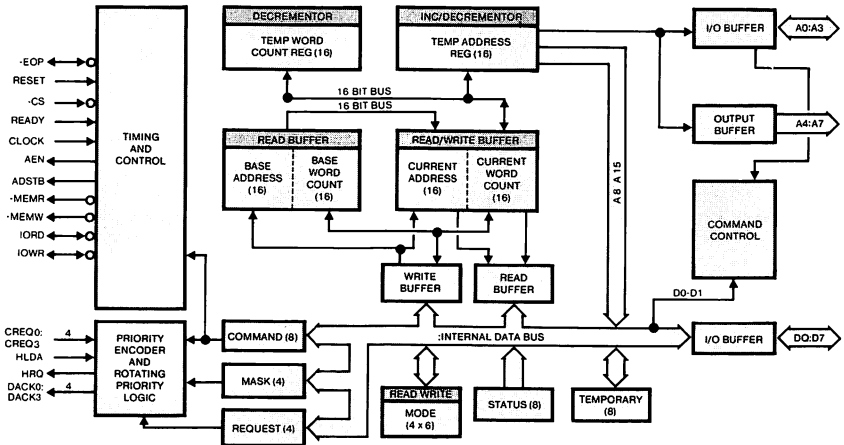 -EOP
RESET
-CS
READY
CLOCK
AEN
ADSTB
-MEMR
-MEMW
IORD
IOWR
TIMING
AND
CONTROL
CREQ0:
CREQ3
4
HLDA
HRQ
DACK0:
DACK3
4
PRIORITY
ENCODER
AND
ROTATING
PRIORITY
LOGIC
DECREMENTOR
TEMP WORD
COUNT REG (16)
INC/DECREMENTOR
TEMP ADDRESS
REG (16)
16 BIT BUS
16 BIT BUS
READ BUFFER
BASE
ADDRESS
(16)
BASE
WORD
COUNT
(16)
READ/WRITE BUFFER
CURRENT
ADDRESS
(16)
CURRENT
WORD
COUNT
(16)
A 8 A 15
WRITE
BUFFER
READ
BUFFER
COMMAND (8)
MASK (4)
REQUEST (4)
:INTERNAL DATA BUS
READ WRITE
MODE
(4 x 6)
STATUS (8)
TEMPORARY
(8)
I/O BUFFER
A0:A3
OUTPUT
BUFFER
A4:A7
COMMAND
CONTROL
D0-D1
I/O BUFFER
DQ:D7